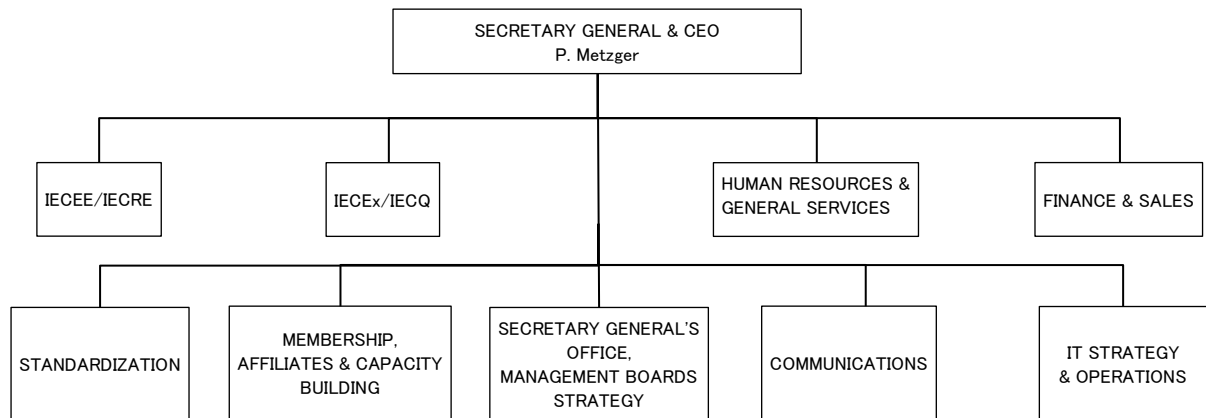 SECRETARY GENERAL & CEO
P. Metzger
IECEE/IECRE
IECEx/IECQ
HUMAN RESOURCES &
GENERAL SERVICES
FINANCE & SALES
STANDARDIZATION
MEMBERSHIP,
AFFILIATES & CAPACITY
BUILDING
SECRETARY GENERAL'S
OFFICE,
MANAGEMENT BOARDS
STRATEGY
COMMUNICATIONS
IT STRATEGY
& OPERATIONS